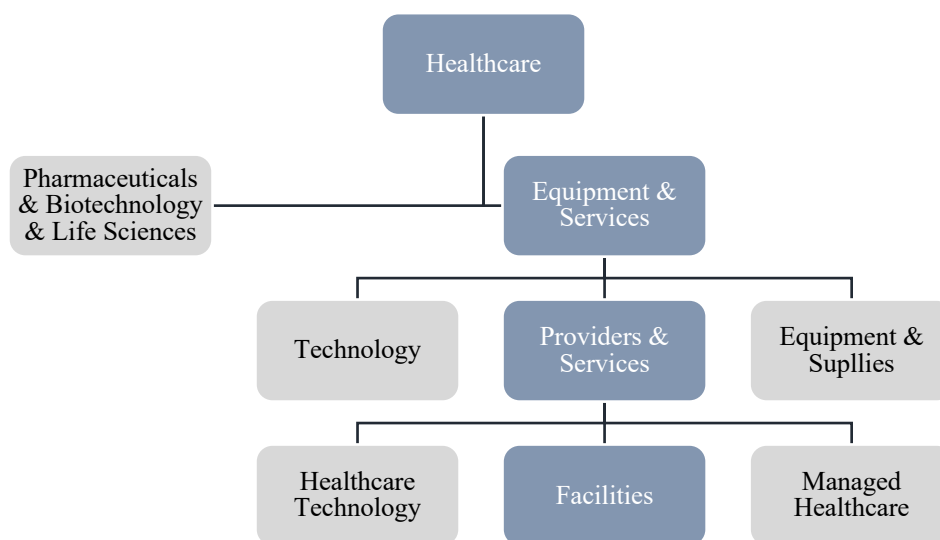 Healthcare
Pharmaceuticals
& Biotechnology
& Life Sciences
Equipment &
Services
Technology
Providers &
Services
Equipment &
Supllies
Healthcare
Technology
Facilities
Managed
Healthcare